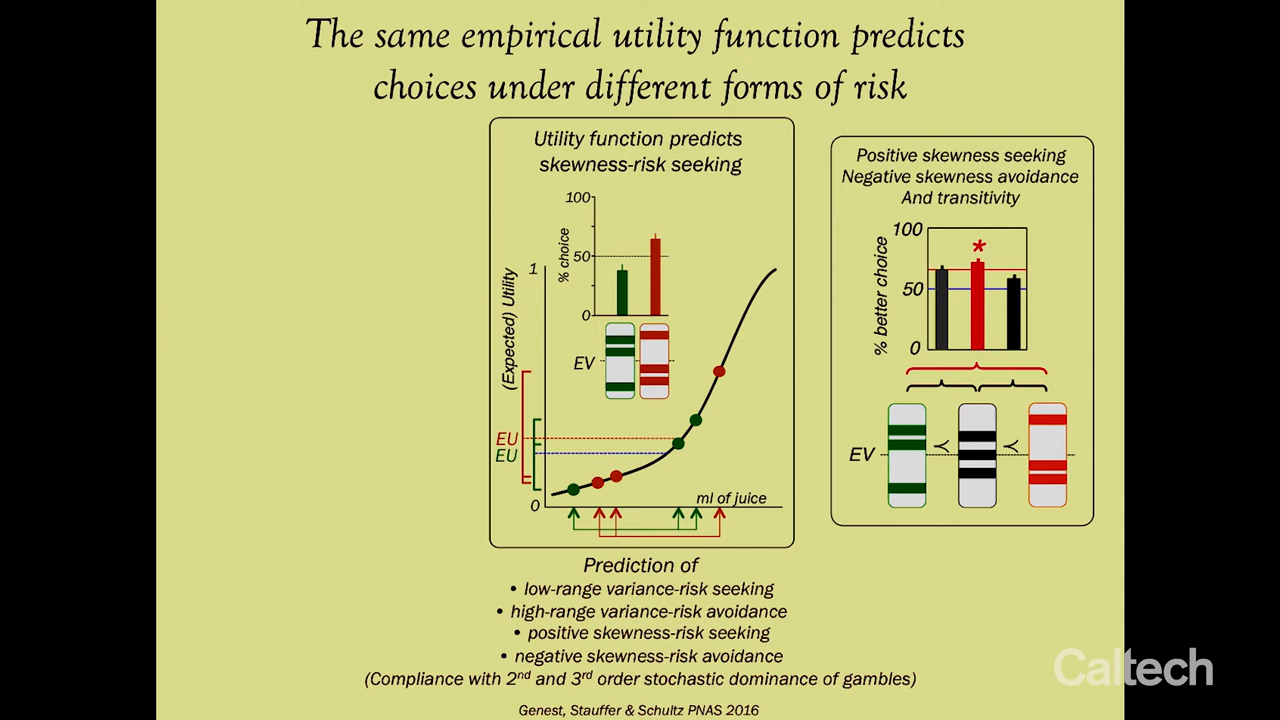 The same empirical utility function predicts
choices under different forms of risk
Utility function predicts
skewness-risk seeking
100
50
0
% choice
EV
1
0
(Expected) Utility
EU
EU
ml of juice
Positive skewness seeking
Negative skewness avoidance
And transitivity
100
50
0
% better choice
*
EV
≺
≺
Prediction of
• low-range variance-risk seeking
• high-range variance-risk avoidance
• positive skewness-risk seeking
• negative skewness-risk avoidance
(Compliance with 2nd and 3rd order stochastic dominance of gambles)
Genest, Stauffer & Schultz PNAS 2016
Caltech